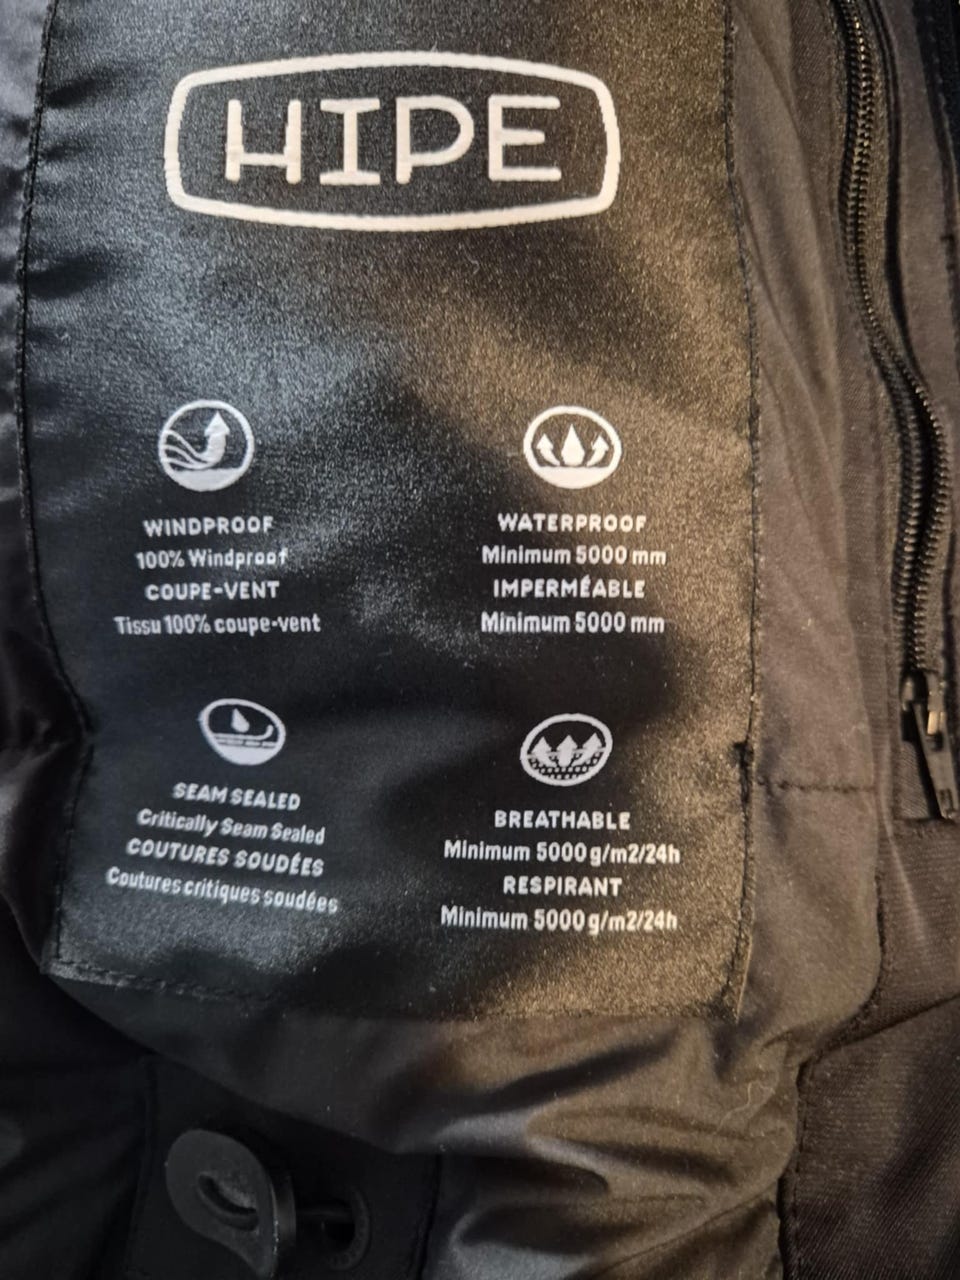 HIPE
WINDPROOF
100% Windproof
COUPE-VENT
Tissu 100% coupe-vent
WATERPROOF
Minimum 5000 mm
IMPERMÉABLE
Minimum 5000 mm
SEAM SEALED
Critically Seam Sealed
COUTURES SOUDÉES
Coutures critiques soudées
BREATHABLE
Minimum 5000 g/m2/24h
RESPIRANT
Minimum 5000 g/m2/24h